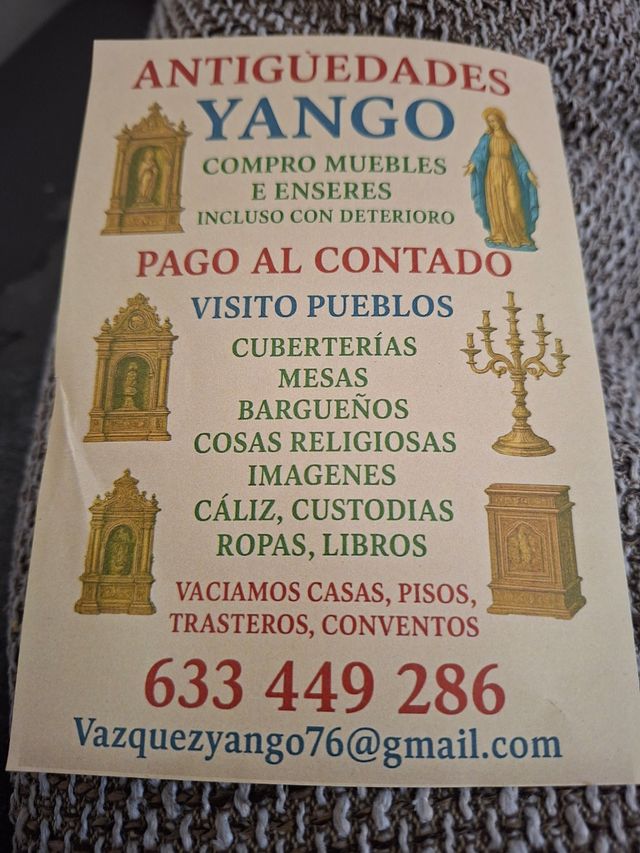 ANTIGÜEDADES
YANGO
COMPRO MUEBLES
E ENSERES
INCLUSO CON DETERIORO
PAGO AL CONTADO
VISITO PUEBLOS
CUBERTERÍAS
MESAS
BARGUEÑOS
COSAS RELIGIOSAS
IMAGENES
CÁLIZ, CUSTODIAS
ROPAS, LIBROS
VACIAMOS CASAS, PISOS,
TRASTEROS, CONVENTOS
633 449 286
Vazquezyango76@gmail.com